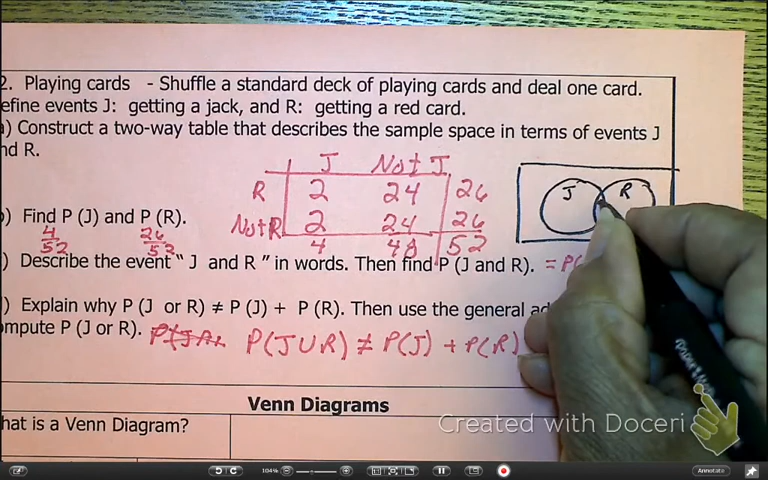 2. Playing cards - Shuffle a standard deck of playing cards and deal one card.
efine events J: getting a jack, and R: getting a red card.
) Construct a two-way table that describes the sample space in terms of events J
nd R.
J Not J
R 2 24 26
Not R 2 24 26
4 48 52
J R
) Find P (J) and P (R).
4/52 26/52
) Describe the event “ J and R ” in words. Then find P (J and R). = P(
) Explain why P (J or R) ≠ P (J) + P (R). Then use the general ad
mpute P (J or R).
P(J U R) ≠ P(J) + P(R)
Venn Diagrams
hat is a Venn Diagram?
Created with Doceri
104%
Annotate